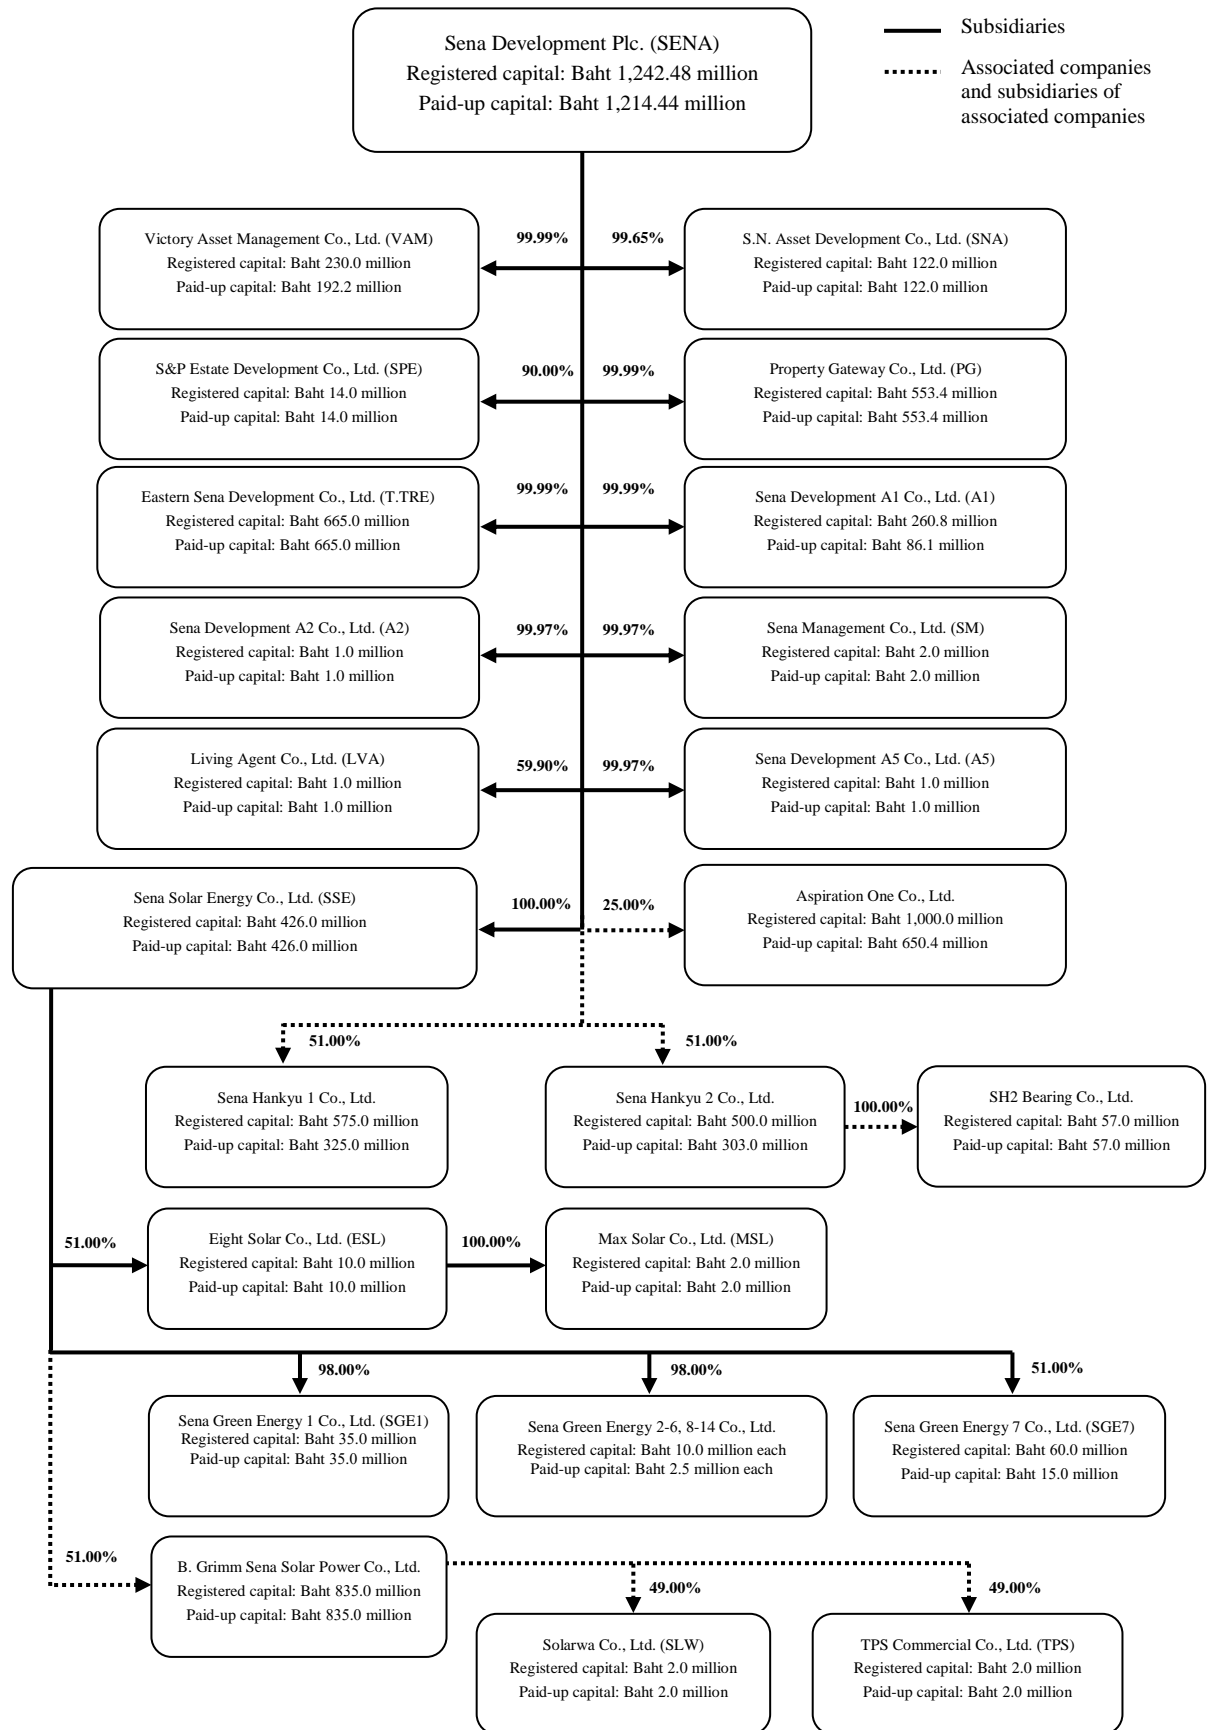 Sena Development Plc. (SENA)
Registered capital: Baht 1,242.48 million
Paid-up capital: Baht 1,214.44 million
Subsidiaries
Associated companies
and subsidiaries of
associated companies
Victory Asset Management Co., Ltd. (VAM)
Registered capital: Baht 230.0 million
Paid-up capital: Baht 192.2 million
99.99%
99.65%
S.N. Asset Development Co., Ltd. (SNA)
Registered capital: Baht 122.0 million
Paid-up capital: Baht 122.0 million
S&P Estate Development Co., Ltd. (SPE)
Registered capital: Baht 14.0 million
Paid-up capital: Baht 14.0 million
90.00%
99.99%
Property Gateway Co., Ltd. (PG)
Registered capital: Baht 553.4 million
Paid-up capital: Baht 553.4 million
Eastern Sena Development Co., Ltd. (T.TRE)
Registered capital: Baht 665.0 million
Paid-up capital: Baht 665.0 million
99.99%
99.99%
Sena Development A1 Co., Ltd. (A1)
Registered capital: Baht 260.8 million
Paid-up capital: Baht 86.1 million
Sena Development A2 Co., Ltd. (A2)
Registered capital: Baht 1.0 million
Paid-up capital: Baht 1.0 million
99.97%
99.97%
Sena Management Co., Ltd. (SM)
Registered capital: Baht 2.0 million
Paid-up capital: Baht 2.0 million
Living Agent Co., Ltd. (LVA)
Registered capital: Baht 1.0 million
Paid-up capital: Baht 1.0 million
59.90%
99.97%
Sena Development A5 Co., Ltd. (A5)
Registered capital: Baht 1.0 million
Paid-up capital: Baht 1.0 million
Sena Solar Energy Co., Ltd. (SSE)
Registered capital: Baht 426.0 million
Paid-up capital: Baht 426.0 million
100.00%
25.00%
Aspiration One Co., Ltd.
Registered capital: Baht 1,000.0 million
Paid-up capital: Baht 650.4 million
51.00%
51.00%
Sena Hankyu 1 Co., Ltd.
Registered capital: Baht 575.0 million
Paid-up capital: Baht 325.0 million
Sena Hankyu 2 Co., Ltd.
Registered capital: Baht 500.0 million
Paid-up capital: Baht 303.0 million
100.00%
SH2 Bearing Co., Ltd.
Registered capital: Baht 57.0 million
Paid-up capital: Baht 57.0 million
51.00%
Eight Solar Co., Ltd. (ESL)
Registered capital: Baht 10.0 million
Paid-up capital: Baht 10.0 million
100.00%
Max Solar Co., Ltd. (MSL)
Registered capital: Baht 2.0 million
Paid-up capital: Baht 2.0 million
98.00%
98.00%
51.00%
Sena Green Energy 1 Co., Ltd. (SGE1)
Registered capital: Baht 35.0 million
Paid-up capital: Baht 35.0 million
Sena Green Energy 2-6, 8-14 Co., Ltd.
Registered capital: Baht 10.0 million each
Paid-up capital: Baht 2.5 million each
Sena Green Energy 7 Co., Ltd. (SGE7)
Registered capital: Baht 60.0 million
Paid-up capital: Baht 15.0 million
51.00%
B. Grimm Sena Solar Power Co., Ltd.
Registered capital: Baht 835.0 million
Paid-up capital: Baht 835.0 million
49.00%
49.00%
Solarwa Co., Ltd. (SLW)
Registered capital: Baht 2.0 million
Paid-up capital: Baht 2.0 million
TPS Commercial Co., Ltd. (TPS)
Registered capital: Baht 2.0 million
Paid-up capital: Baht 2.0 million